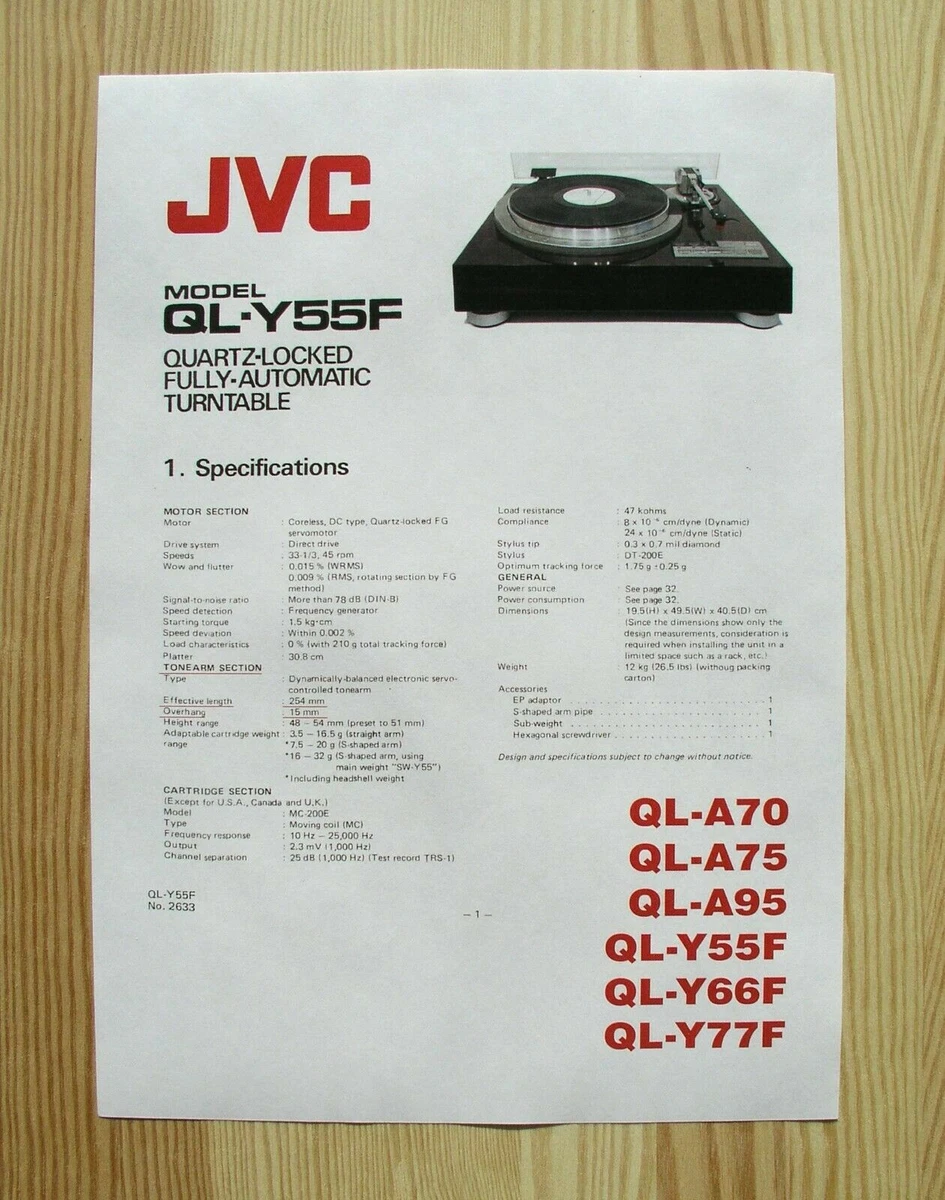 JVC
MODEL
QL-Y55F
QUARTZ-LOCKED
FULLY-AUTOMATIC
TURNTABLE
1. Specifications
MOTOR SECTION
Motor : Coreless, DC type, Quartz-locked FG
servomotor
Drive system : Direct drive
Speeds : 33-1/3, 45 rpm
Wow and flutter : 0.015 % (WRMS)
0.009 % (RMS, rotating section by FG
method)
Signal-to-noise ratio : More than 78 dB (DIN-B)
Speed detection : Frequency generator
Starting torque : 1.5 kg·cm
Speed deviation : Within 0.002 %
Load characteristics : 0 % (with 210 g total tracking force)
Platter : 30.8 cm
TONEARM SECTION
Type : Dynamically-balanced electronic servo-
controlled tonearm
Effective length : 254 mm
Overhang : 15 mm
Height range : 48 – 54 mm (preset to 51 mm)
Adaptable cartridge weight : 3.5 – 16.5 g (straight arm)
range *7.5 – 20 g (S-shaped arm)
*16 – 32 g (S-shaped arm, using
main weight "SW-Y55")
*Including headshell weight
CARTRIDGE SECTION
(Except for U.S.A., Canada and U.K.)
Model : MC-200E
Type : Moving coil (MC)
Frequency response : 10 Hz – 25,000 Hz
Output : 2.3 mV (1,000 Hz)
Channel separation : 25 dB (1,000 Hz) (Test record TRS-1)
Load resistance : 47 kohms
Compliance : 8 x 10 cm/dyne (Dynamic)
24 x 10 cm/dyne (Static)
Stylus tip : 0.3 x 0.7 mil diamond
Stylus : DT-200E
Optimum tracking force : 1.75 g ±0.25 g
GENERAL
Power source : See page 32.
Power consumption : See page 32.
Dimensions : 19.5(H) x 49.5(W) x 40.5(D) cm
(Since the dimensions show only the
design measurements, consideration is
required when installing the unit in a
limited space such as a rack, etc.)
Weight : 12 kg (26.5 lbs) (withoug packing
carton)
Accessories
EP adaptor . . . . . . . . . . . . . . . . . . . . . . 1
S-shaped arm pipe . . . . . . . . . . . . . . . . . 1
Sub-weight . . . . . . . . . . . . . . . . . . . . . . 1
Hexagonal screwdriver . . . . . . . . . . . . . . 1
Design and specifications subject to change without notice.
QL-A70
QL-A75
QL-A95
QL-Y55F
QL-Y66F
QL-Y77F
QL-Y55F
No. 2633
– 1 –